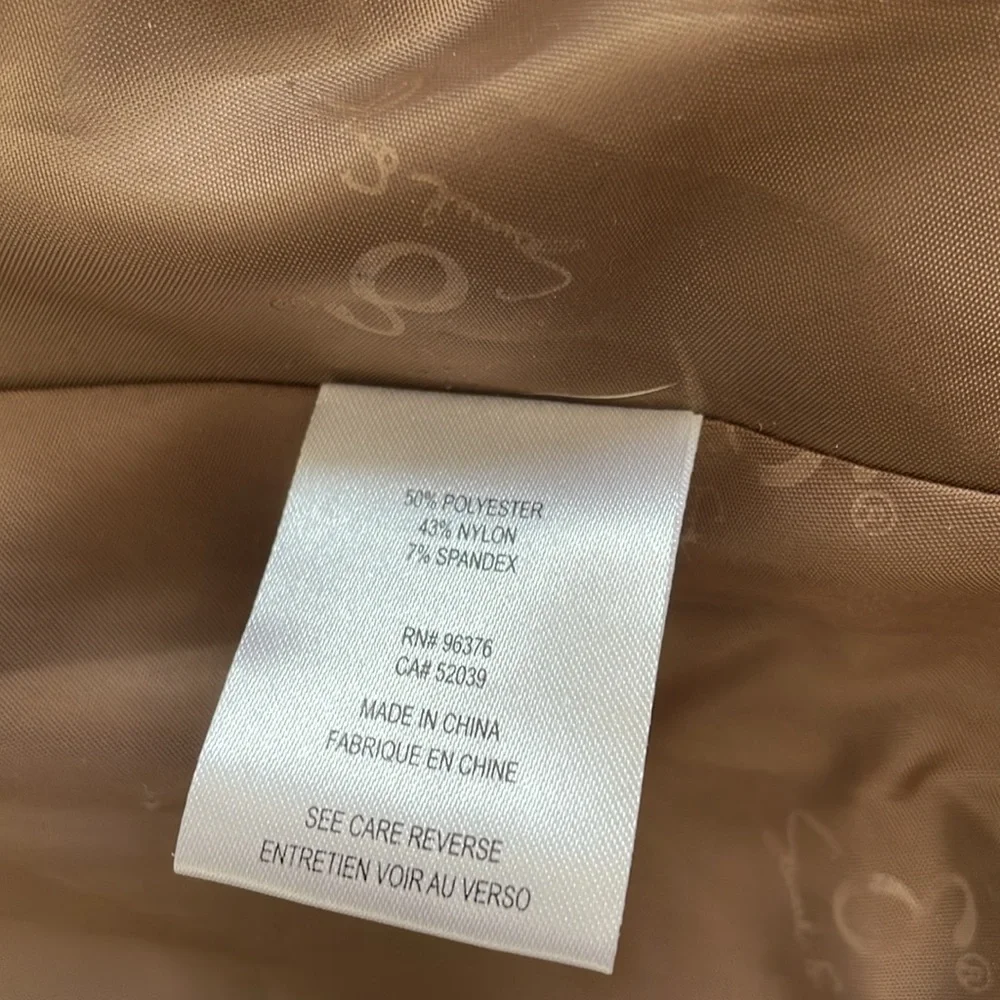 50% POLYESTER
43% NYLON
7% SPANDEX
RN# 96376
CA# 52039
MADE IN CHINA
FABRIQUE EN CHINE
SEE CARE REVERSE
ENTRETIEN VOIR AU VERSO
®
®